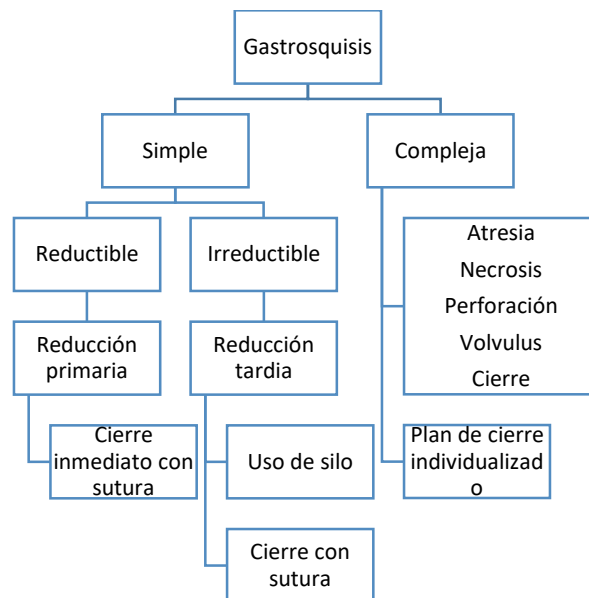 Gastrosquisis
Simple
Compleja
Reductible
Irreductible
Atresia
Necrosis
Perforación
Volvulus
Cierre
Reducción
primaria
Reducción
tardia
Cierre
inmediato con
sutura
Uso de silo
Plan de cierre
individualizad
o
Cierre con
sutura